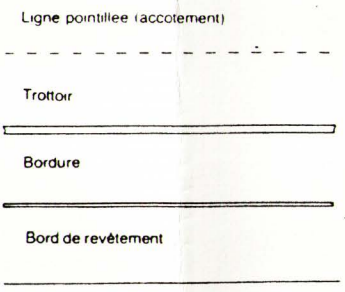 Ligne pointillee (accotement)
Trottoir
Bordure
Bord de revêtement